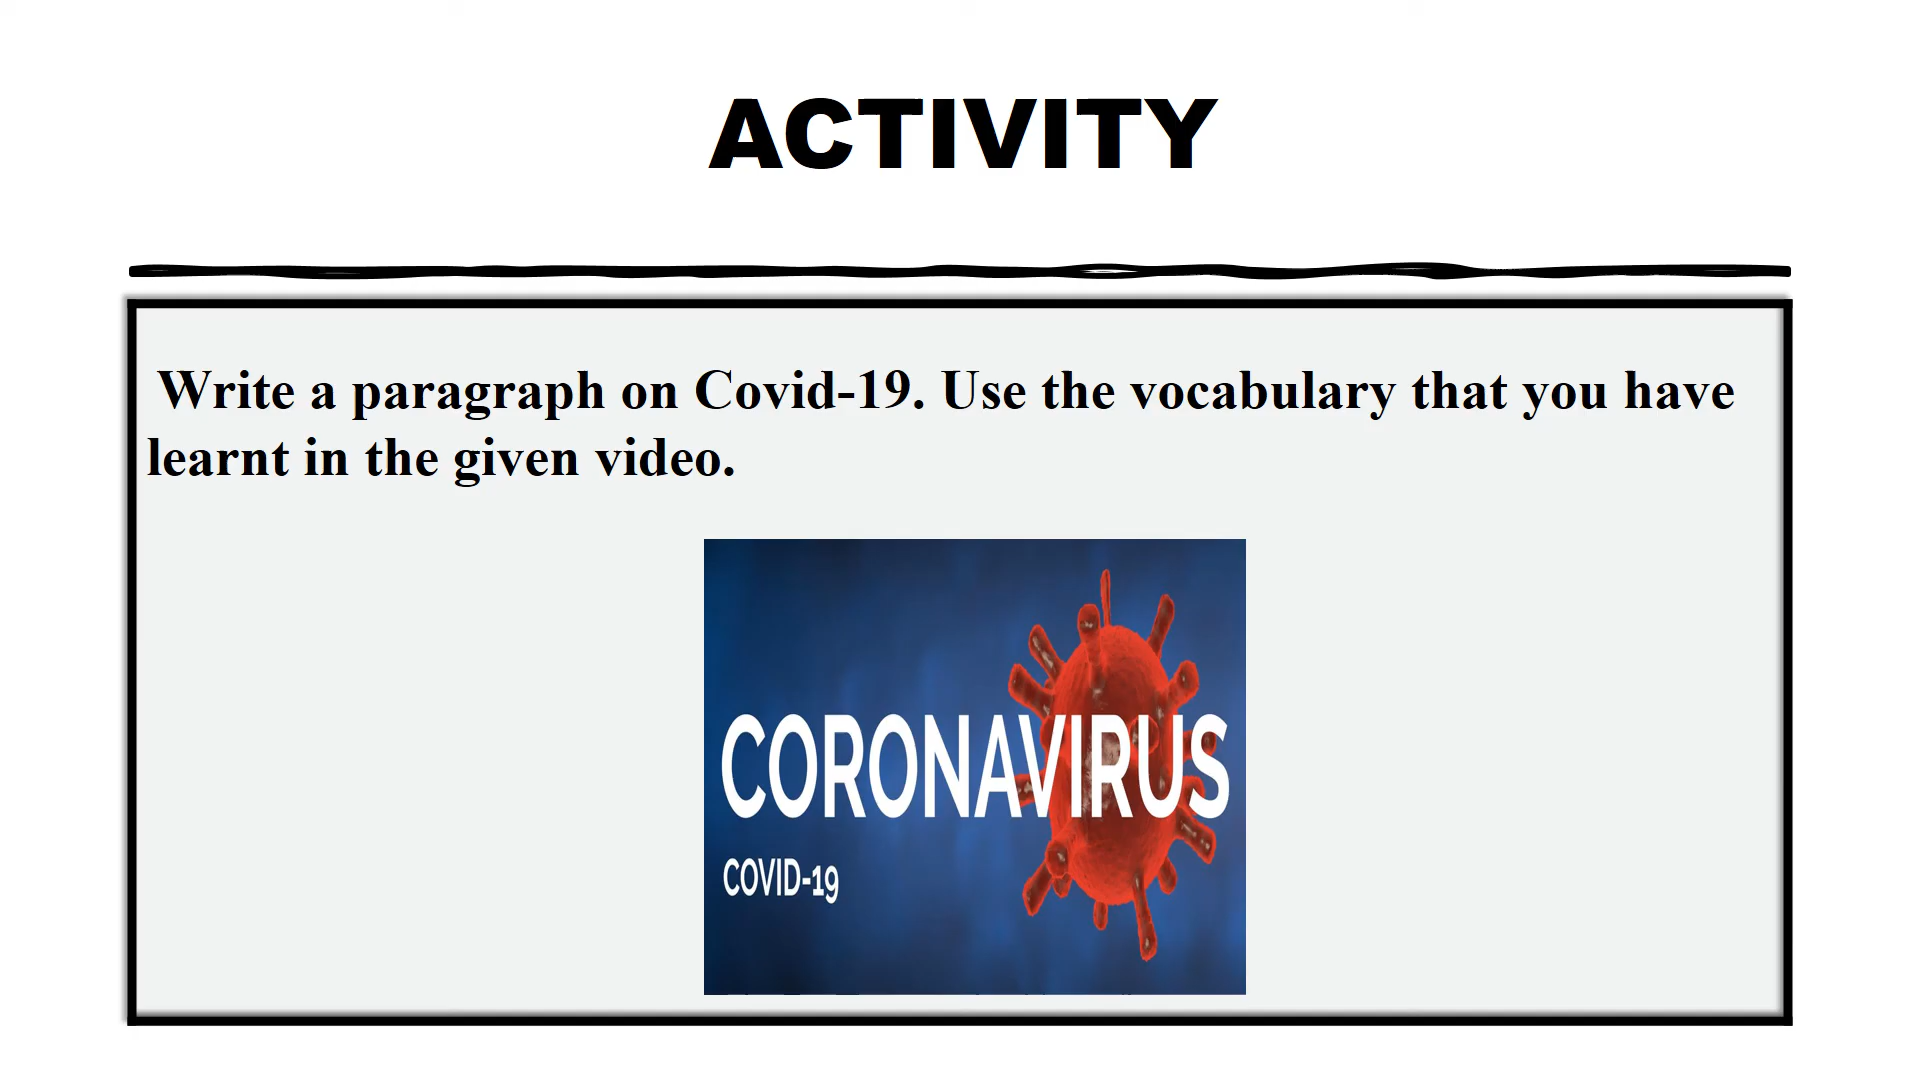 ACTIVITY
Write a paragraph on Covid-19. Use the vocabulary that you have
learnt in the given video.
CORONAVIRUS
COVID-19